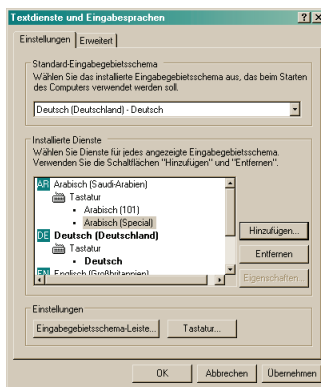 Textdienste und Eingabesprachen
Einstellungen Erweitert
Standard-Eingabegebietsschema
Wählen Sie das installierte Eingabegebietsschema aus, das beim Starten
des Computers verwendet werden soll.
Deutsch (Deutschland) - Deutsch
Installierte Dienste
Wählen Sie Dienste für jedes angezeigte Eingabegebietsschema.
Verwenden Sie die Schaltflächen "Hinzufügen" und "Entfernen".
AR Arabisch (Saudi-Arabien)
Tastatur
• Arabisch (101)
• Arabisch (Special)
DE Deutsch (Deutschland)
Tastatur
• Deutsch
EN Englisch (Großbritannien)
Hinzufügen...
Entfernen
Eigenschaften...
Einstellungen
Eingabegebietsschema-Leiste... Tastatur...
OK Abbrechen Übernehmen